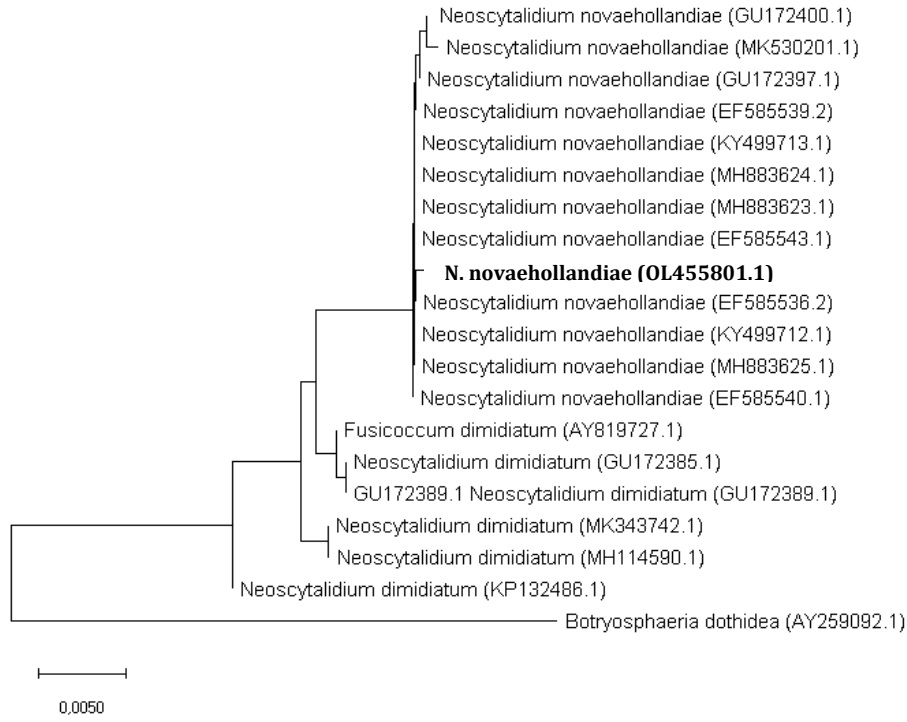 Neoscytalidium novaehollandiae (GU172400.1)
Neoscytalidium novaehollandiae (MK530201.1)
Neoscytalidium novaehollandiae (GU172397.1)
Neoscytalidium novaehollandiae (EF585539.2)
Neoscytalidium novaehollandiae (KY499713.1)
Neoscytalidium novaehollandiae (MH883624.1)
Neoscytalidium novaehollandiae (MH883623.1)
Neoscytalidium novaehollandiae (EF585543.1)
N. novaehollandiae (OL455801.1)
Neoscytalidium novaehollandiae (EF585536.2)
Neoscytalidium novaehollandiae (KY499712.1)
Neoscytalidium novaehollandiae (MH883625.1)
Neoscytalidium novaehollandiae (EF585540.1)
Fusicoccum dimidiatum (AY819727.1)
Neoscytalidium dimidiatum (GU172385.1)
GU172389.1 Neoscytalidium dimidiatum (GU172389.1)
Neoscytalidium dimidiatum (MK343742.1)
Neoscytalidium dimidiatum (MH114590.1)
Neoscytalidium dimidiatum (KP132486.1)
Botryosphaeria dothidea (AY259092.1)
0,0050